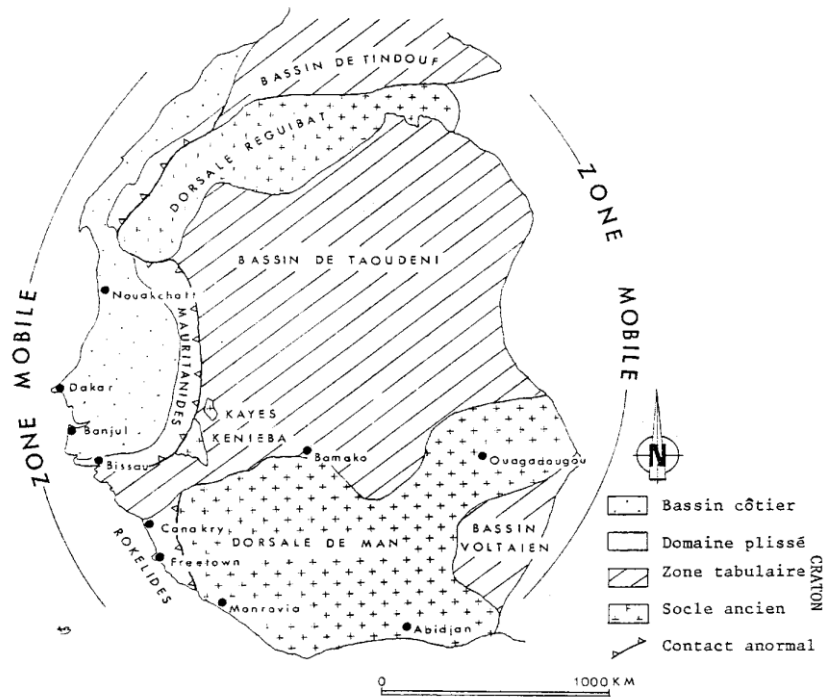 BASSIN DE TINDOUF
DORSALE REGUIBAT
ZONE MOBILE
BASSIN DE TAOUDENI
Nouakchott
MAURITANIDES
ZONE MOBILE
Dakar
KAYES
Banjul
KENIEBA
Bissau
Bamako
Ouagadougou
N
Conakry
DORSALE DE MAN
BASSIN
VOLTAIEN
Freetown
ROKELIDES
Monrovia
Abidjan
Bassin côtier
Domaine plissé
Zone tabulaire
Socle ancien
CRATON
Contact anormal
0 1000 KM